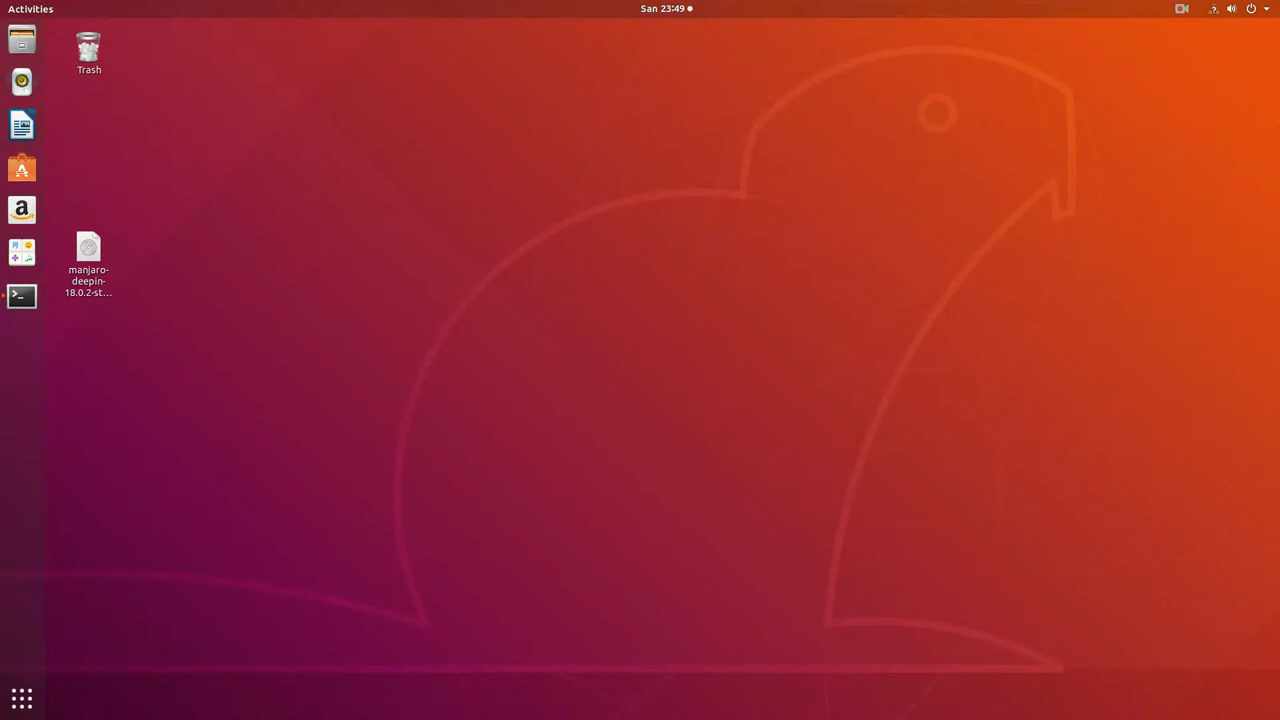 Activities
San 23:49
Trash
manjaro-
deepin-
18.0.2-st...